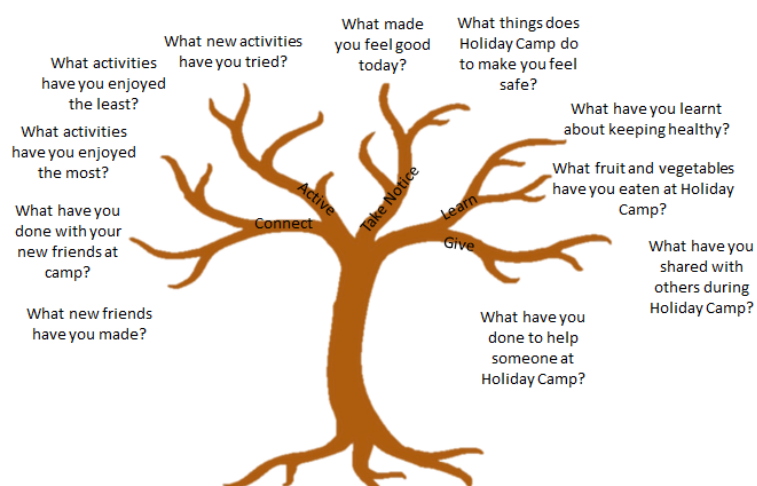 What new activities
have you tried?
What made
you feel good
today?
What things does
Holiday Camp do
to make you feel
safe?
What activities
have you enjoyed
the least?
What activities
have you enjoyed
the most?
What have you
done with your
new friends at
camp?
What new friends
have you made?
What have you learnt
about keeping healthy?
What fruit and vegetables
have you eaten at Holiday
Camp?
What have you
shared with
others during
Holiday Camp?
What have you
done to help
someone at
Holiday Camp?
Connect
Active
Take Notice
Learn
Give